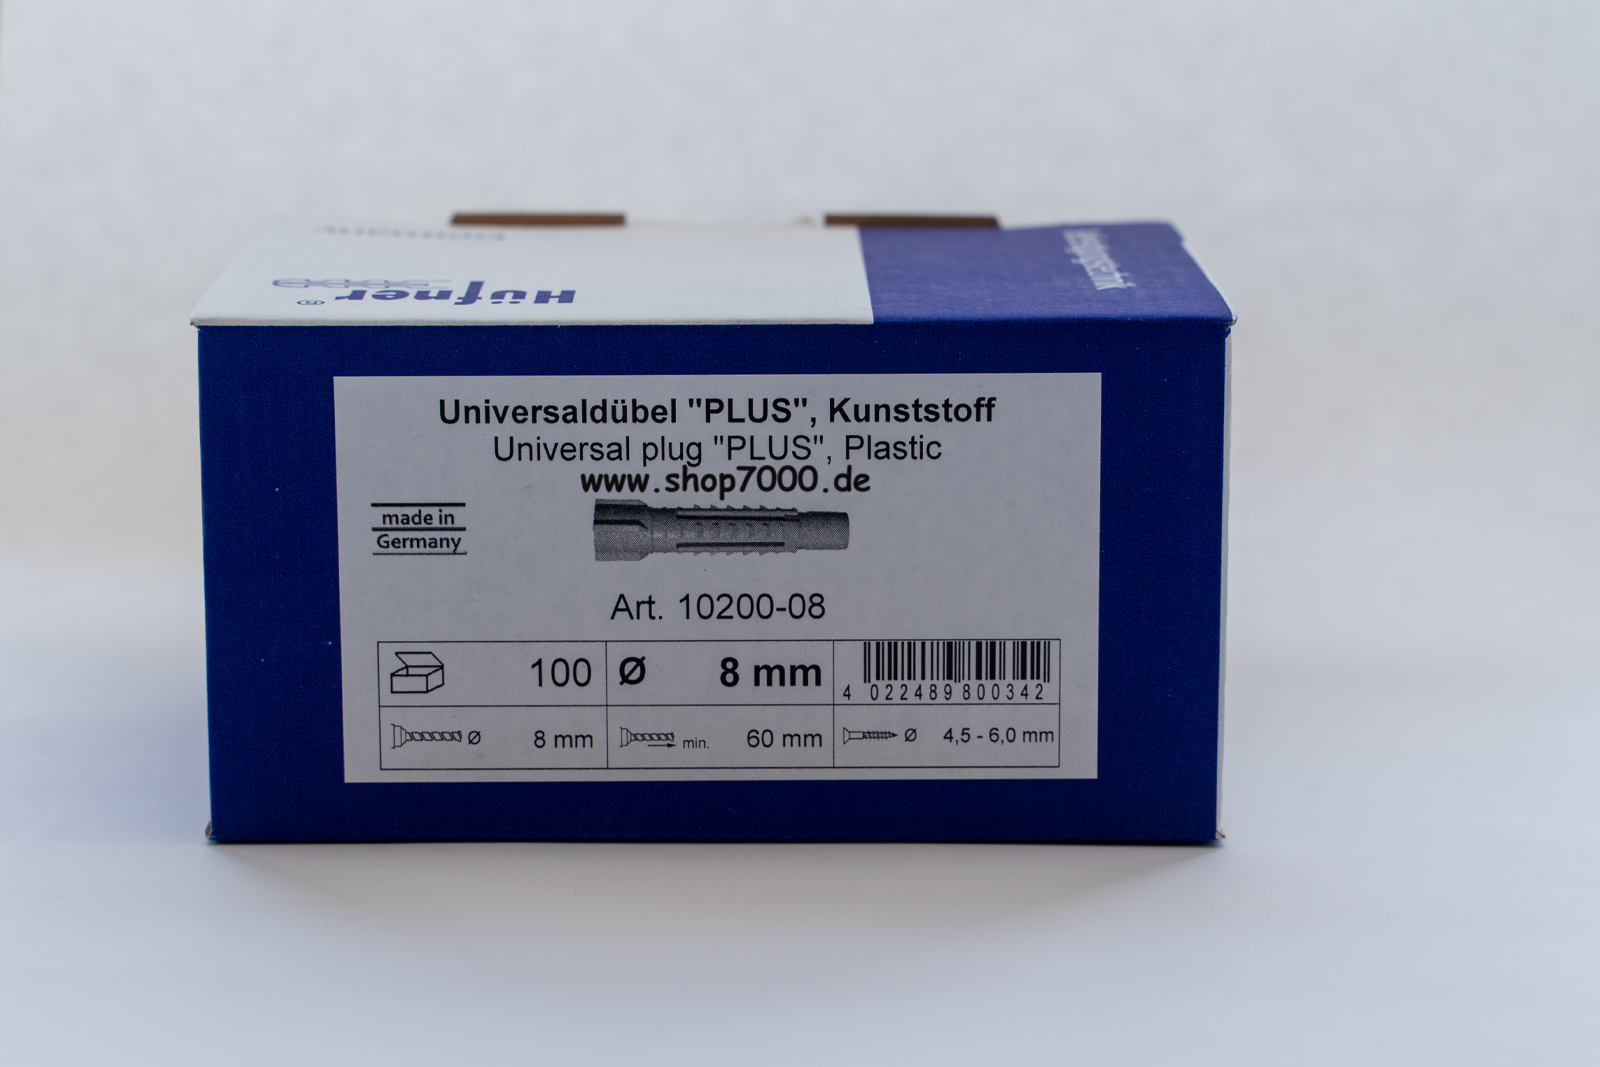 Hüfner®
Universaldübel "PLUS", Kunststoff
Universal plug "PLUS", Plastic
www.shop7000.de
made in
Germany
Art. 10200-08
100
Ø 8 mm
4 022489 800342
Ø 8 mm
min. 60 mm
Ø 4,5 - 6,0 mm